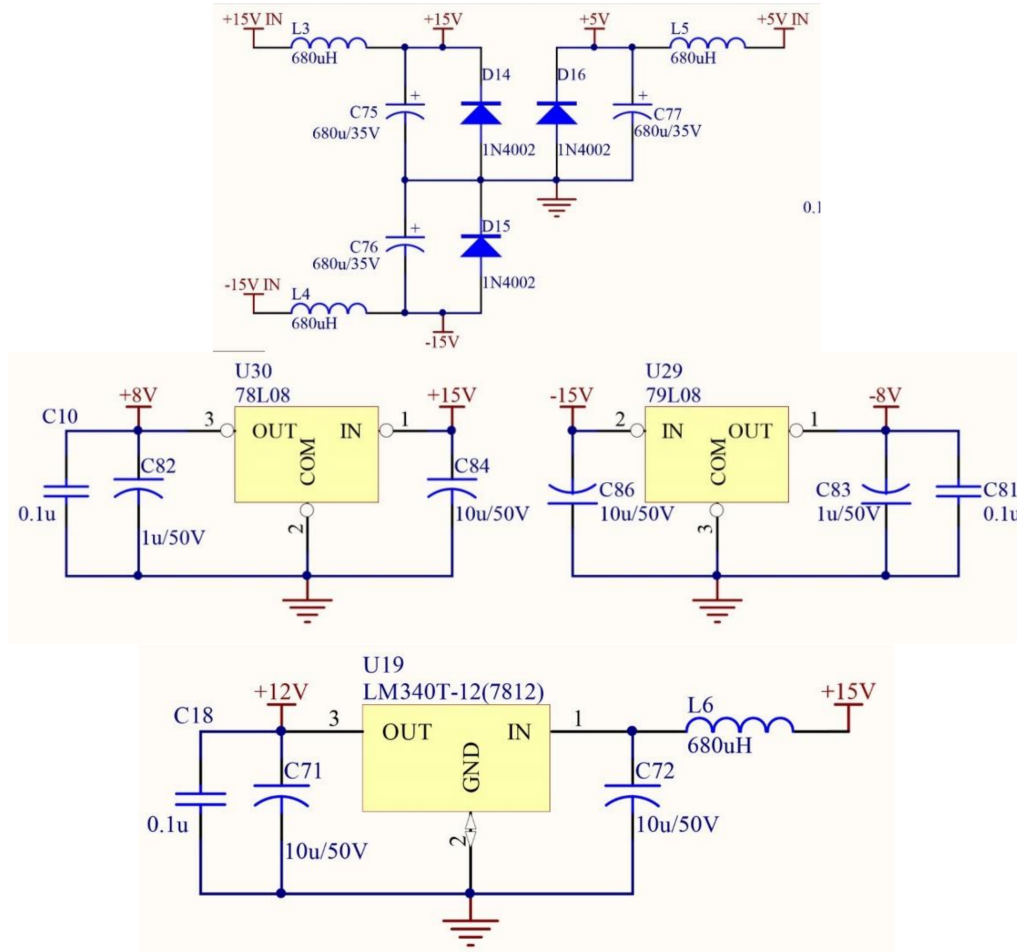 +15V IN
L3
680uH
+15V
+5V
L5
680uH
+5V IN
D14
D16
+
C75
680u/35V
+
C77
680u/35V
1N4002
1N4002
0.1
+
C76
680u/35V
D15
1N4002
-15V IN
L4
680uH
-15V
U30
78L08
+8V
+15V
C10
3
OUT
IN
1
COM
2
C82
C84
0.1u
1u/50V
10u/50V
U29
79L08
-15V
-8V
2
IN
OUT
1
COM
3
C86
10u/50V
C83
1u/50V
C81
0.1u
U19
LM340T-12(7812)
+12V
+15V
C18
3
OUT
IN
1
L6
680uH
GND
2
C71
C72
0.1u
10u/50V
10u/50V